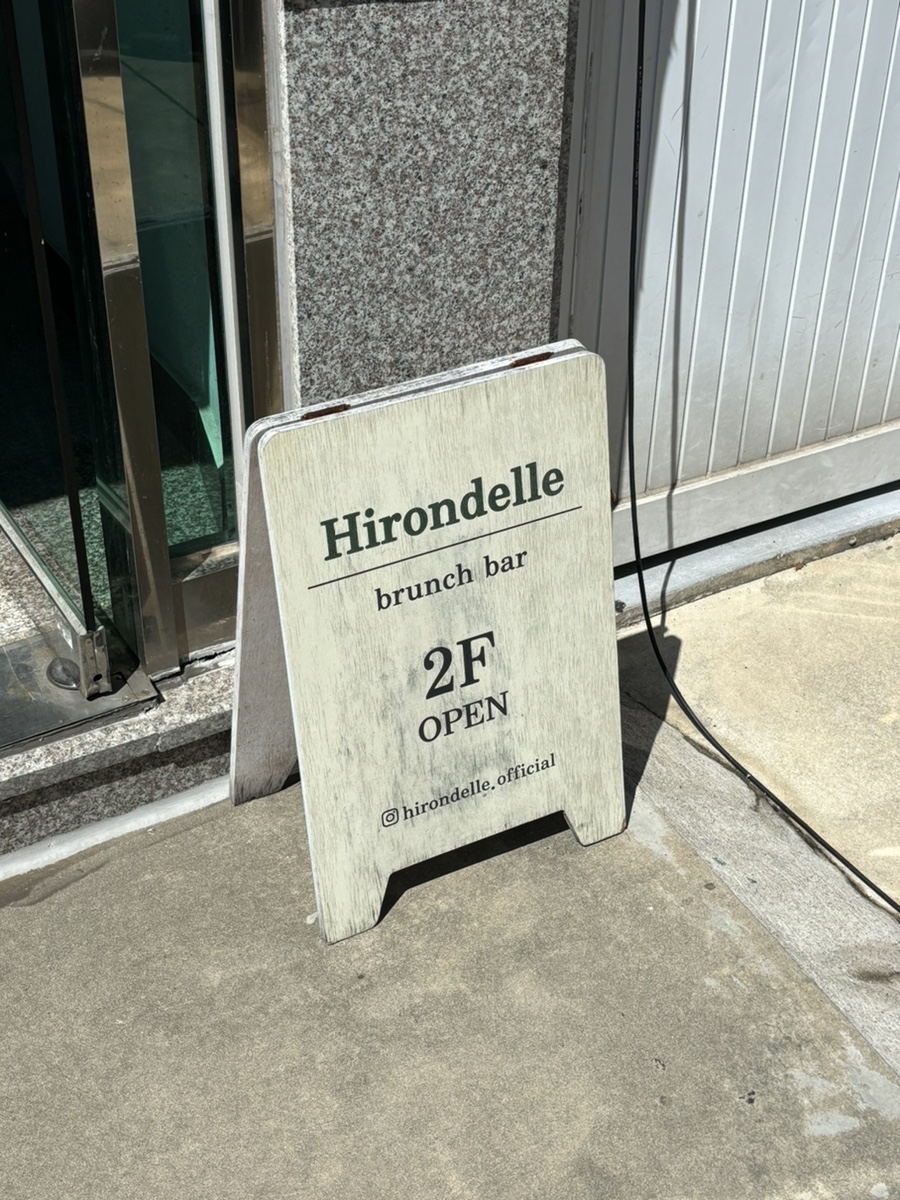 Hirondelle
brunch bar
2F
OPEN
hirondelle.official